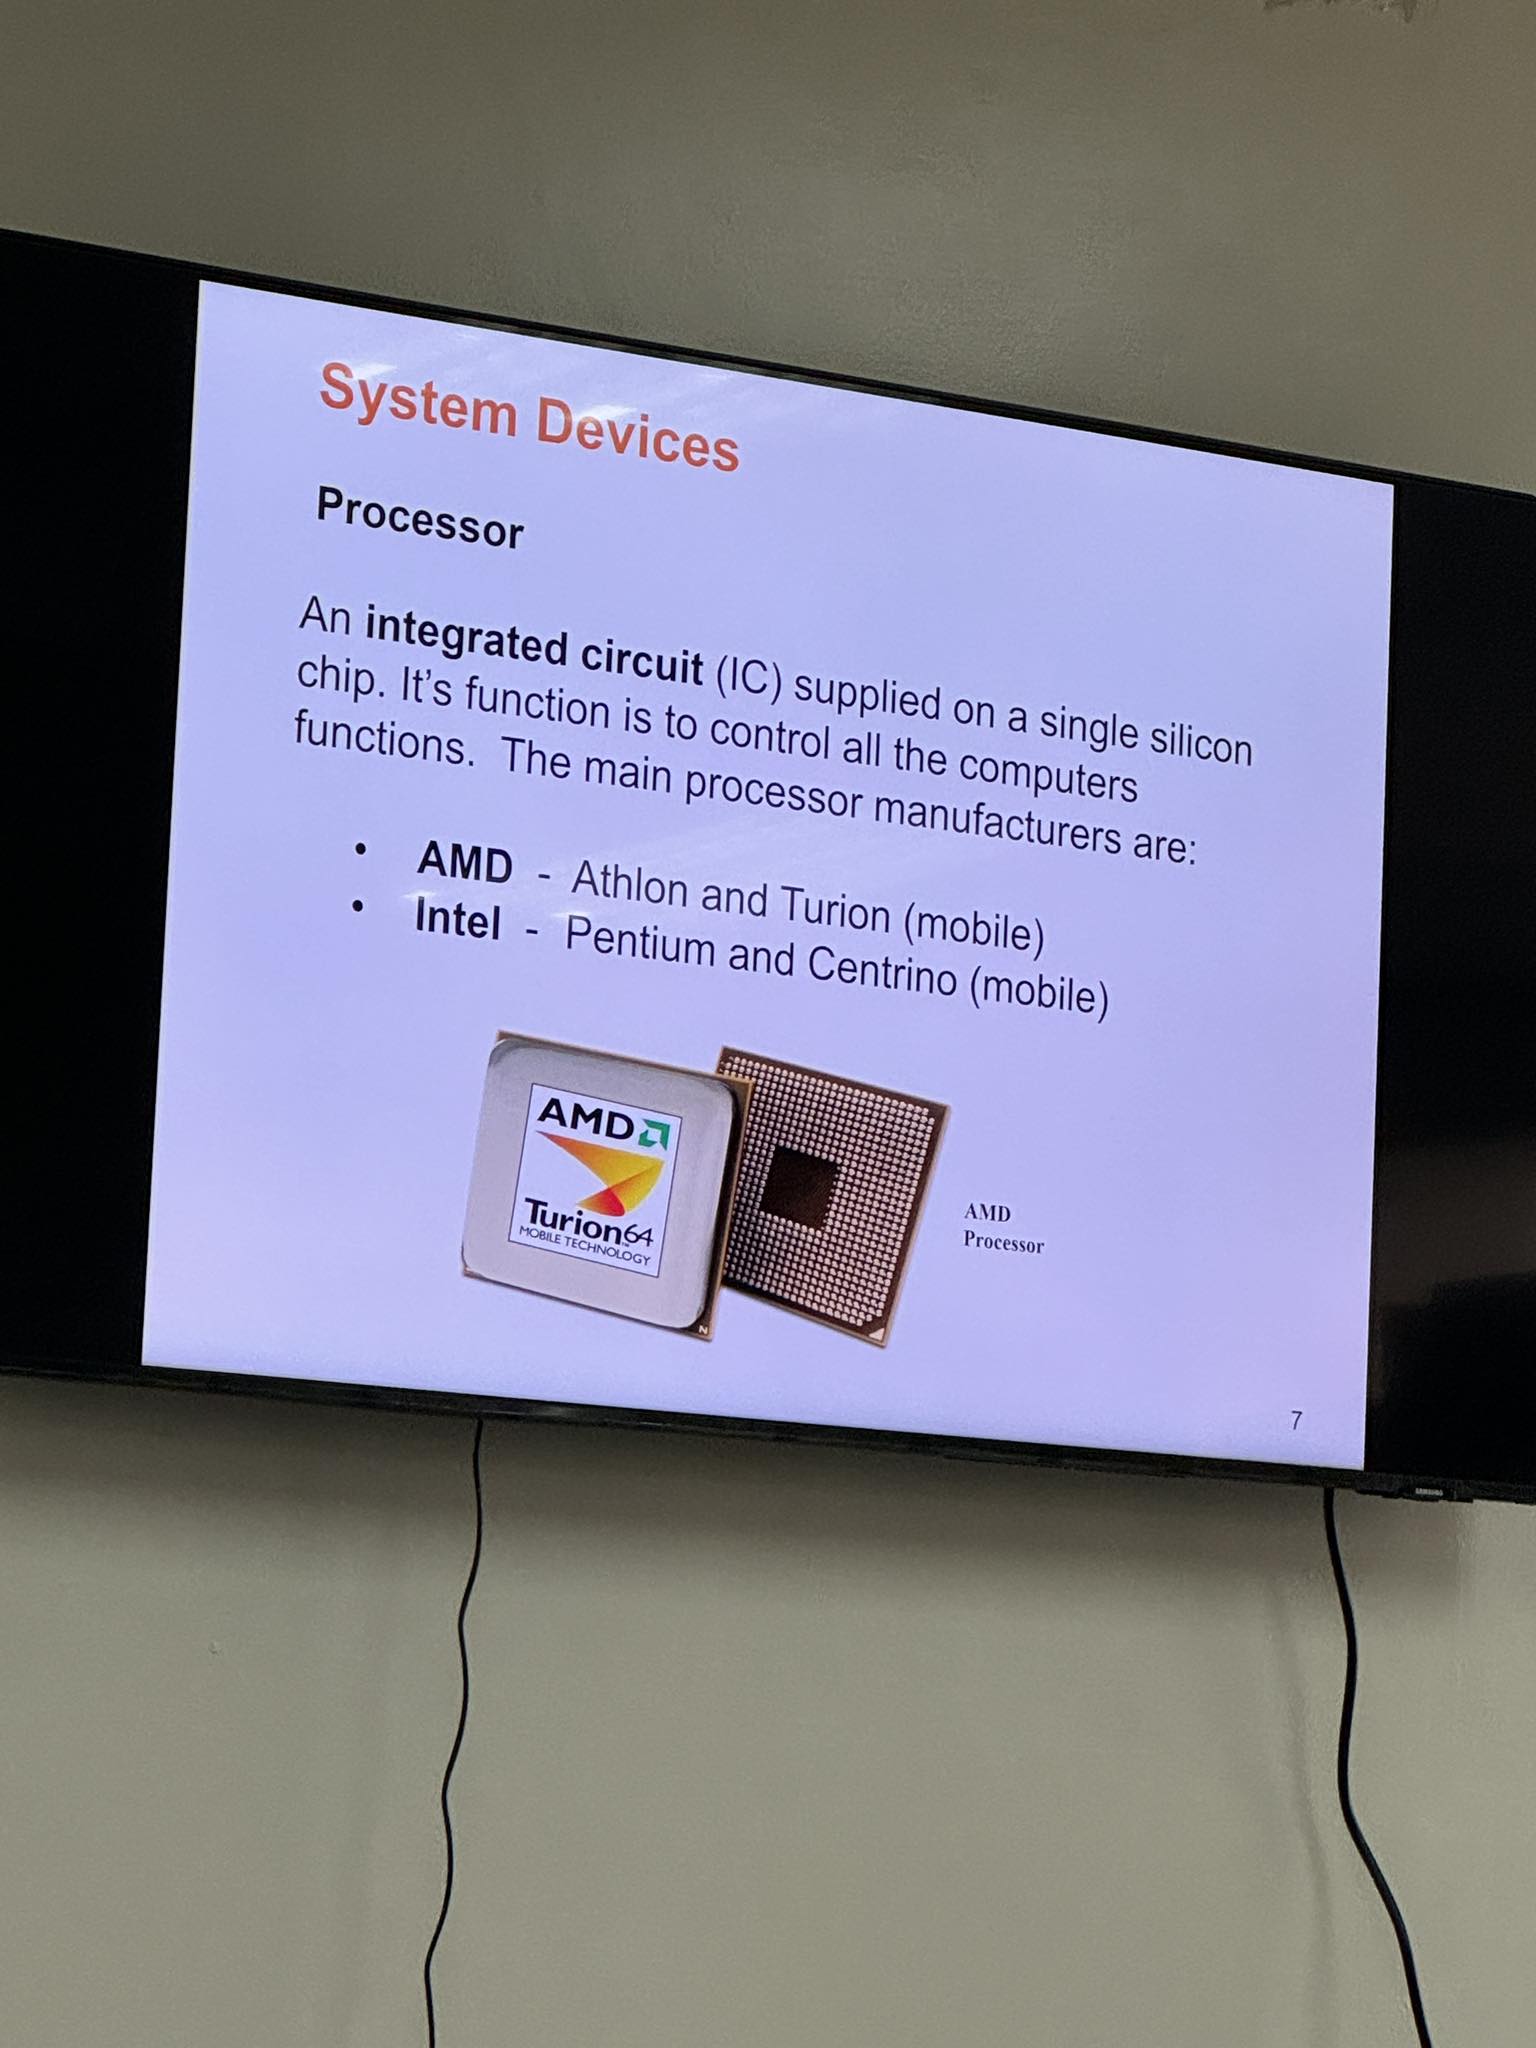 System Devices
Processor
An integrated circuit (IC) supplied on a single silicon
chip. It’s function is to control all the computers
functions. The main processor manufacturers are:
• AMD - Athlon and Turion (mobile)
• Intel - Pentium and Centrino (mobile)
AMD
Turion64
MOBILE TECHNOLOGY
N
AMD
Processor
7
SAMSUNG